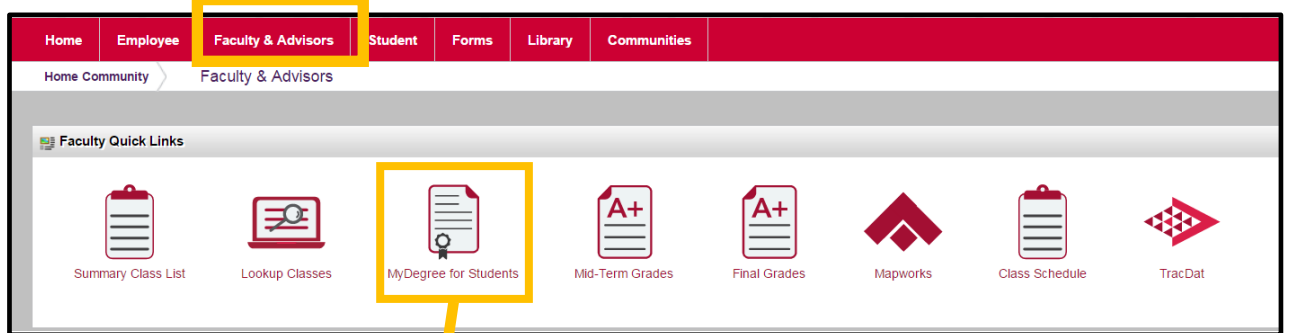 Home Employee Faculty & Advisors Student Forms Library Communities
Home Community Faculty & Advisors
Faculty Quick Links
A+ A+
Summary Class List Lookup Classes MyDegree for Students Mid-Term Grades Final Grades Mapworks Class Schedule TracDat